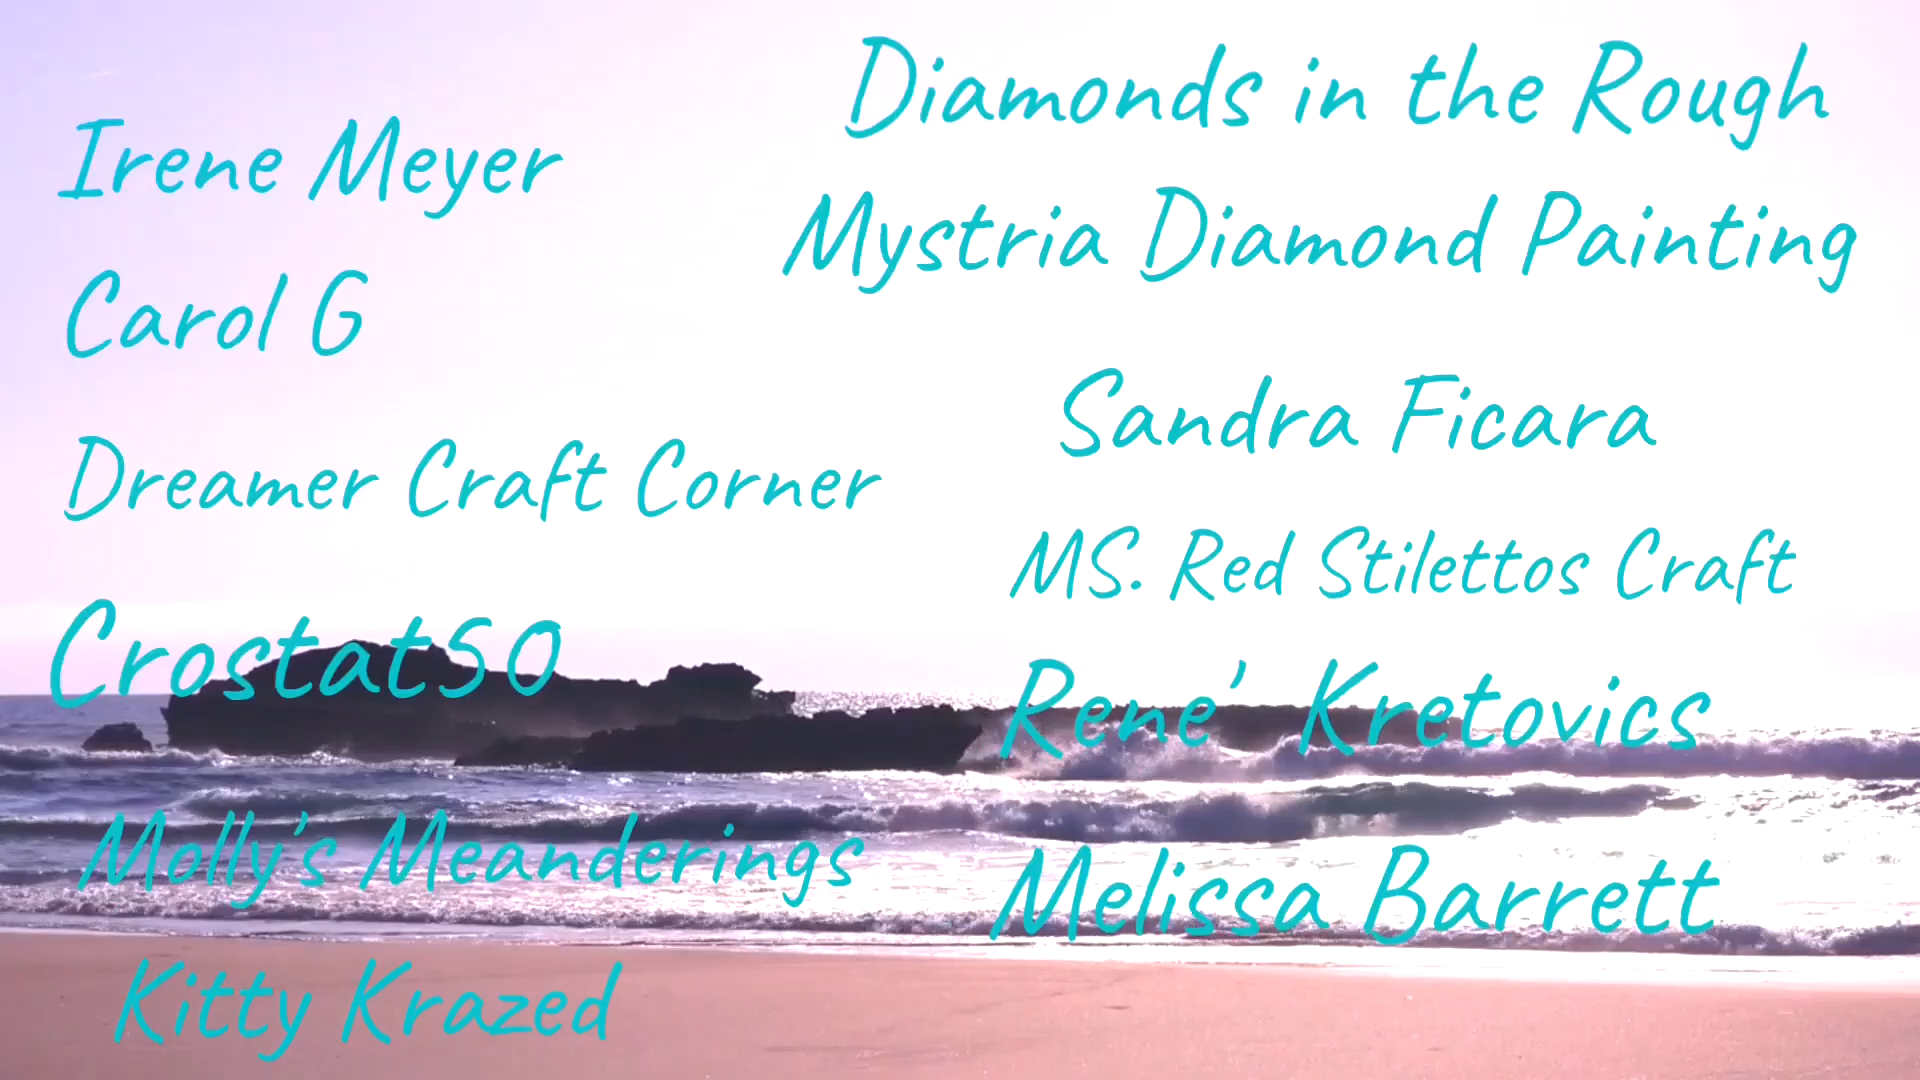 Irene Meyer
Carol G
Dreamer Craft Corner
Crostat50
Molly's Meanderings
Kitty Krazed
Diamonds in the Rough
Mystria Diamond Painting
Sandra Ficara
MS. Red Stilettos Craft
Rene' Kretovics
Melissa Barrett